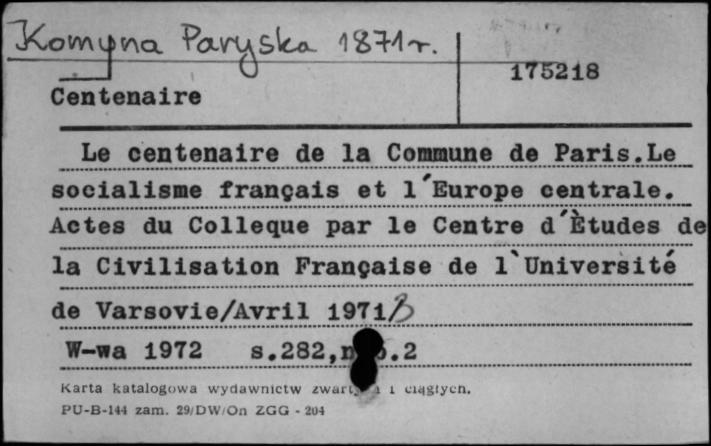 Komuna Paryska 1871 r.
175218
Centenaire
Le centenaire de la Commune de Paris.Le
socialisme français et l´Europe centrale.
Actes du Colleque par le Centre d´Ètudes de
la Civilisation Française de l`Université
de Varsovie/Avril 1971
W-wa 1972 s.282, .2
Karta katalogowa wydawnictw i ciągłych.
PU-B-144 zam. 29/DW/On ZGG - 204